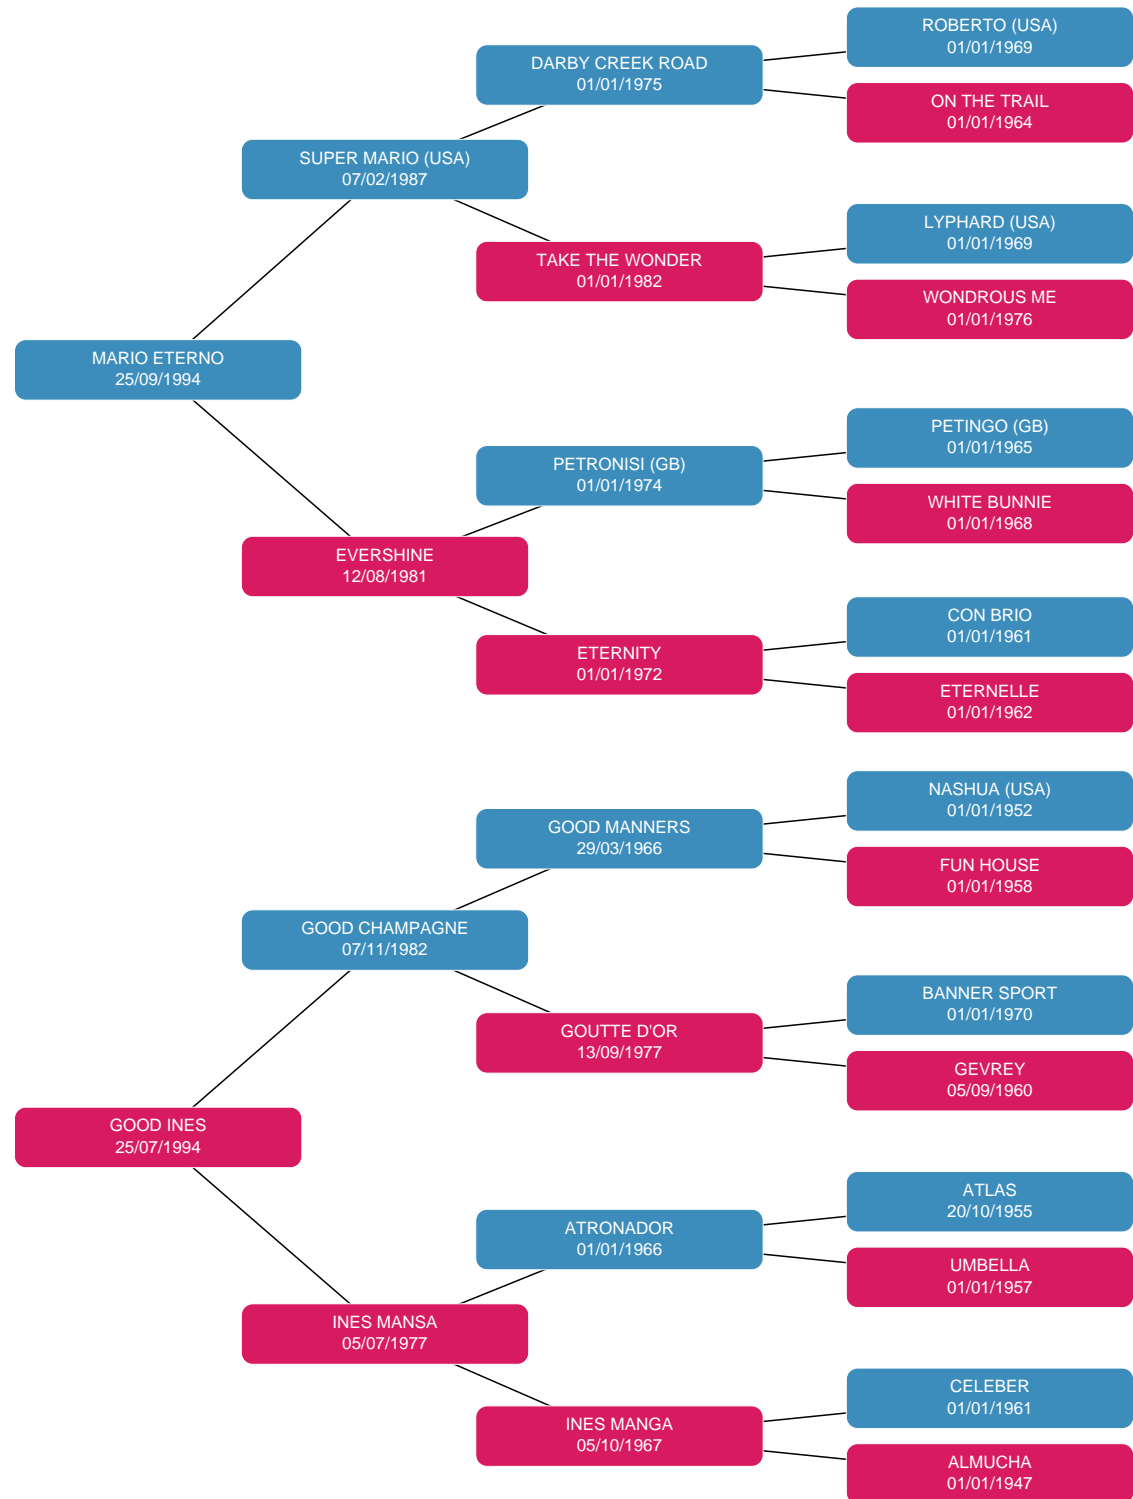 ROBERTO (USA)
01/01/1969
DARBY CREEK ROAD
01/01/1975
ON THE TRAIL
01/01/1964
SUPER MARIO (USA)
07/02/1987
LYPHARD (USA)
01/01/1969
TAKE THE WONDER
01/01/1982
WONDROUS ME
01/01/1976
MARIO ETERNO
25/09/1994
PETINGO (GB)
01/01/1965
PETRONISI (GB)
01/01/1974
WHITE BUNNIE
01/01/1968
EVERSHINE
12/08/1981
CON BRIO
01/01/1961
ETERNITY
01/01/1972
ETERNELLE
01/01/1962
NASHUA (USA)
01/01/1952
GOOD MANNERS
29/03/1966
FUN HOUSE
01/01/1958
GOOD CHAMPAGNE
07/11/1982
BANNER SPORT
01/01/1970
GOUTTE D'OR
13/09/1977
GEVREY
05/09/1960
GOOD INES
25/07/1994
ATLAS
20/10/1955
ATRONADOR
01/01/1966
UMBELLA
01/01/1957
INES MANSA
05/07/1977
CELEBER
01/01/1961
INES MANGA
05/10/1967
ALMUCHA
01/01/1947